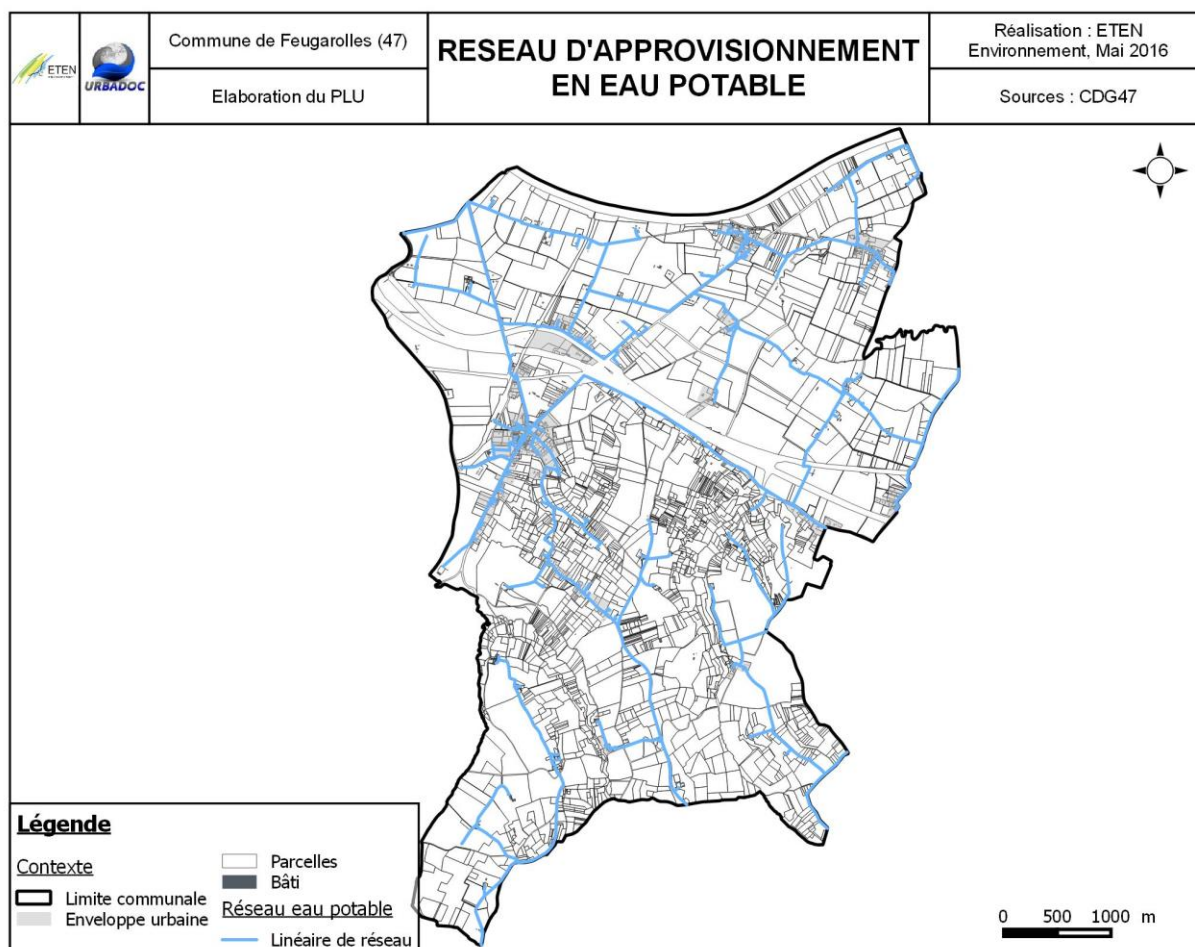 ETEN
URBADOC
Commune de Feugarolles (47)
Elaboration du PLU
RESEAU D'APPROVISIONNEMENT
EN EAU POTABLE
Réalisation : ETEN
Environnement, Mai 2016
Sources : CDG47
Légende
Contexte
Limite communale
Enveloppe urbaine
Parcelles
Bâti
Réseau eau potable
Linéaire de réseau
0 500 1000 m